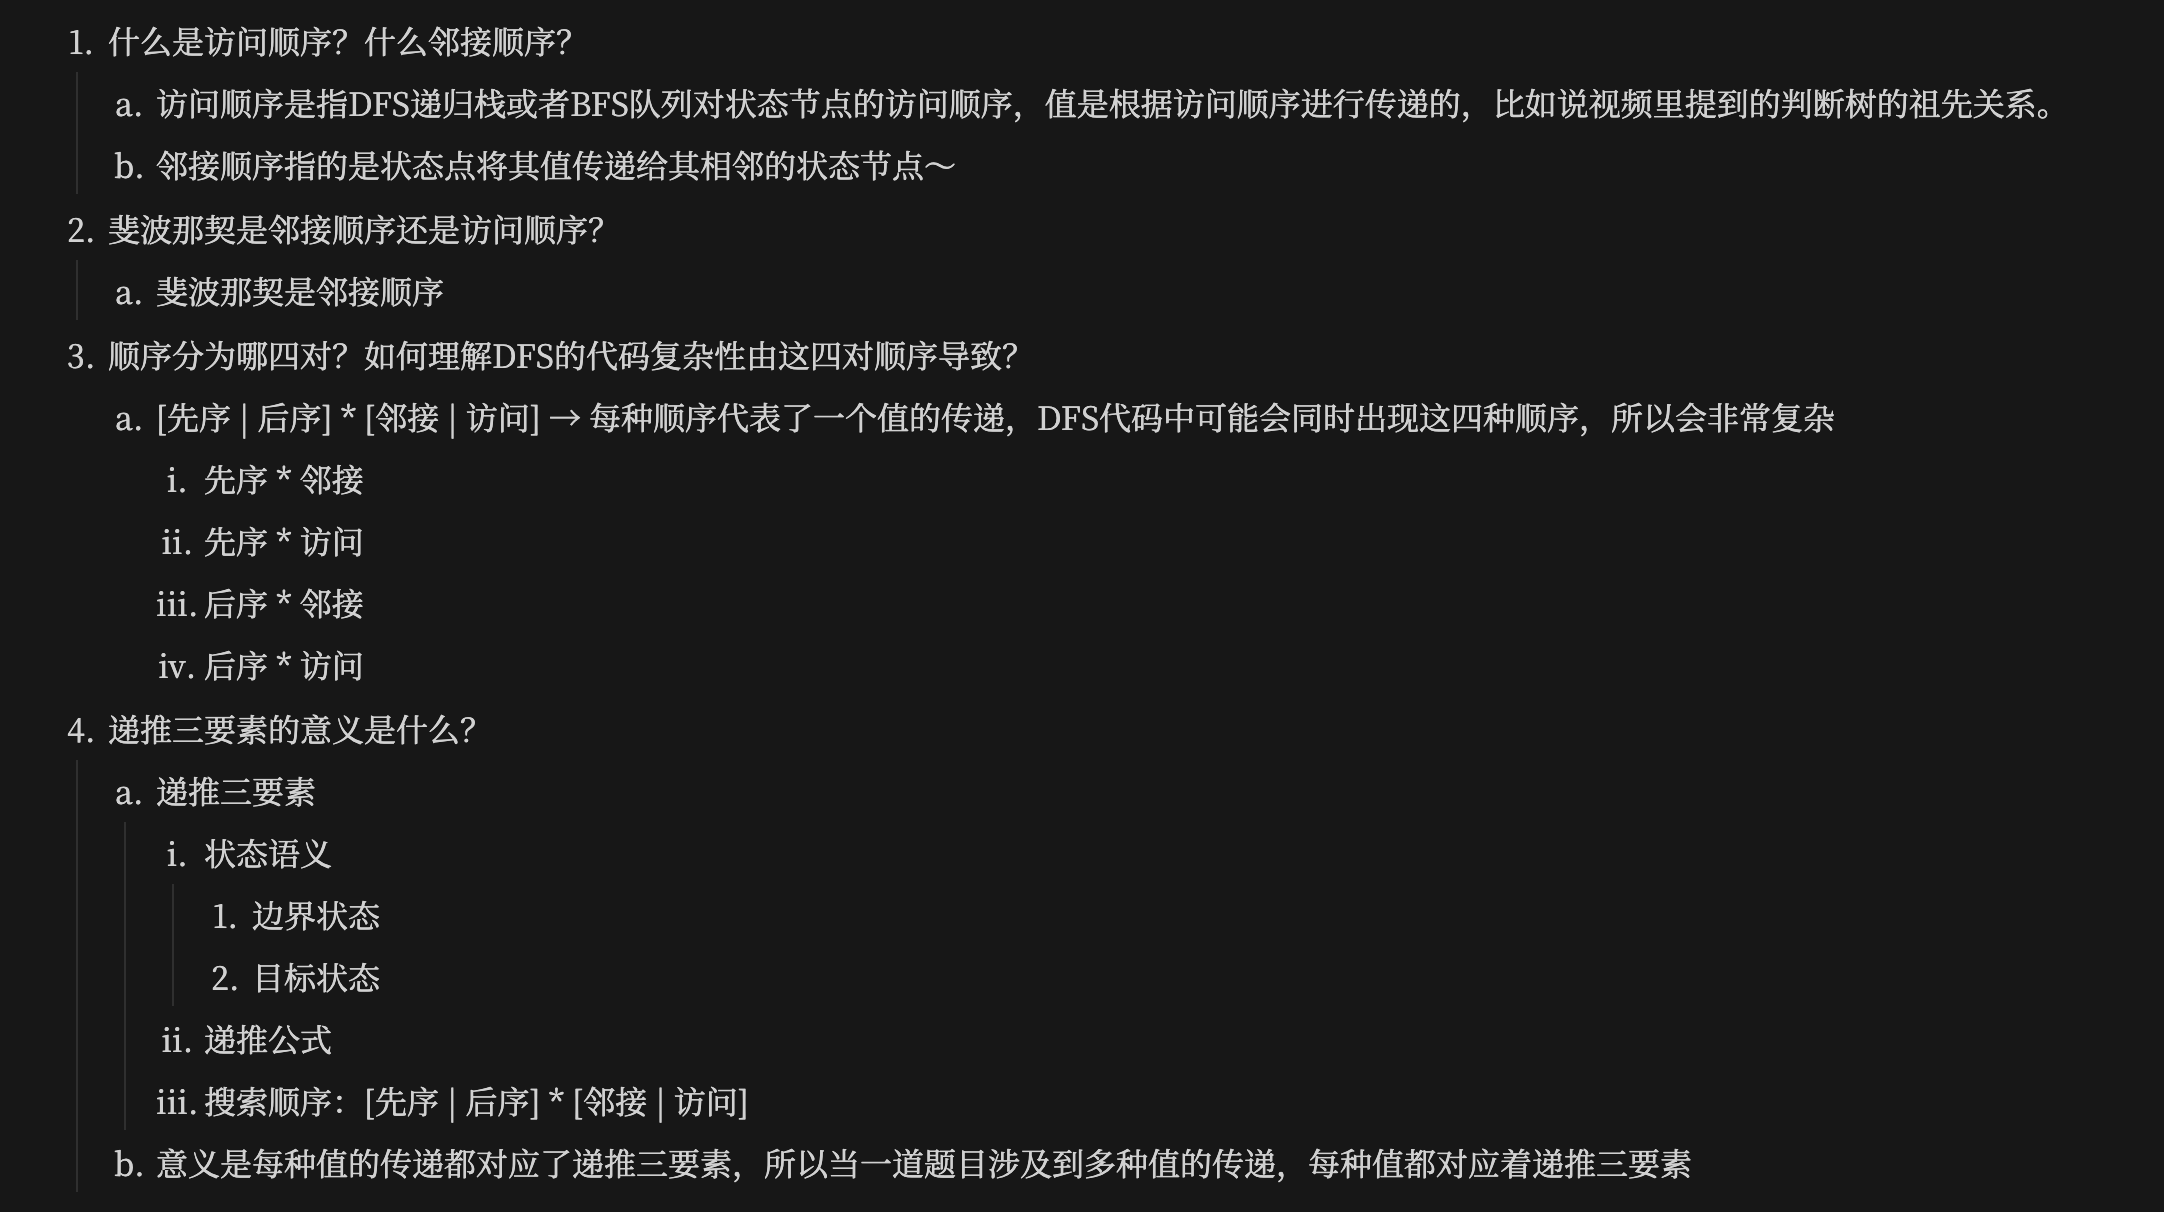 1. 什么是访问顺序？什么邻接顺序？
a. 访问顺序是指DFS递归栈或者BFS队列对状态节点的访问顺序，值是根据访问顺序进行传递的，比如说视频里提到的判断树的祖先关系。
b. 邻接顺序指的是状态点将其值传递给其相邻的状态节点～
2. 斐波那契是邻接顺序还是访问顺序？
a. 斐波那契是邻接顺序
3. 顺序分为哪四对？如何理解DFS的代码复杂性由这四对顺序导致？
a. [先序 | 后序] * [邻接 | 访问] → 每种顺序代表了一个值的传递，DFS代码中可能会同时出现这四种顺序，所以会非常复杂
i. 先序 * 邻接
ii. 先序 * 访问
iii. 后序 * 邻接
iv. 后序 * 访问
4. 递推三要素的意义是什么？
a. 递推三要素
i. 状态语义
1. 边界状态
2. 目标状态
ii. 递推公式
iii. 搜索顺序：[先序 | 后序] * [邻接 | 访问]
b. 意义是每种值的传递都对应了递推三要素，所以当一道题目涉及到多种值的传递，每种值都对应着递推三要素